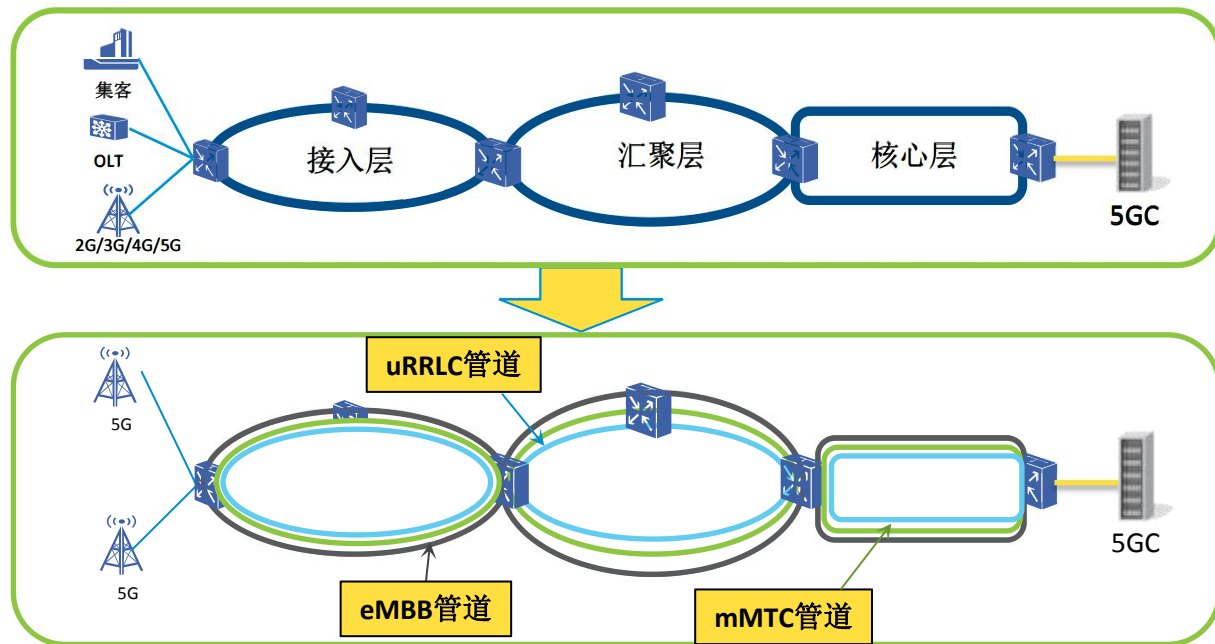 集客
OLT
2G/3G/4G/5G
接入层
汇聚层
核心层
5GC
uRRLC管道
5G
5G
5GC
eMBB管道
mMTC管道